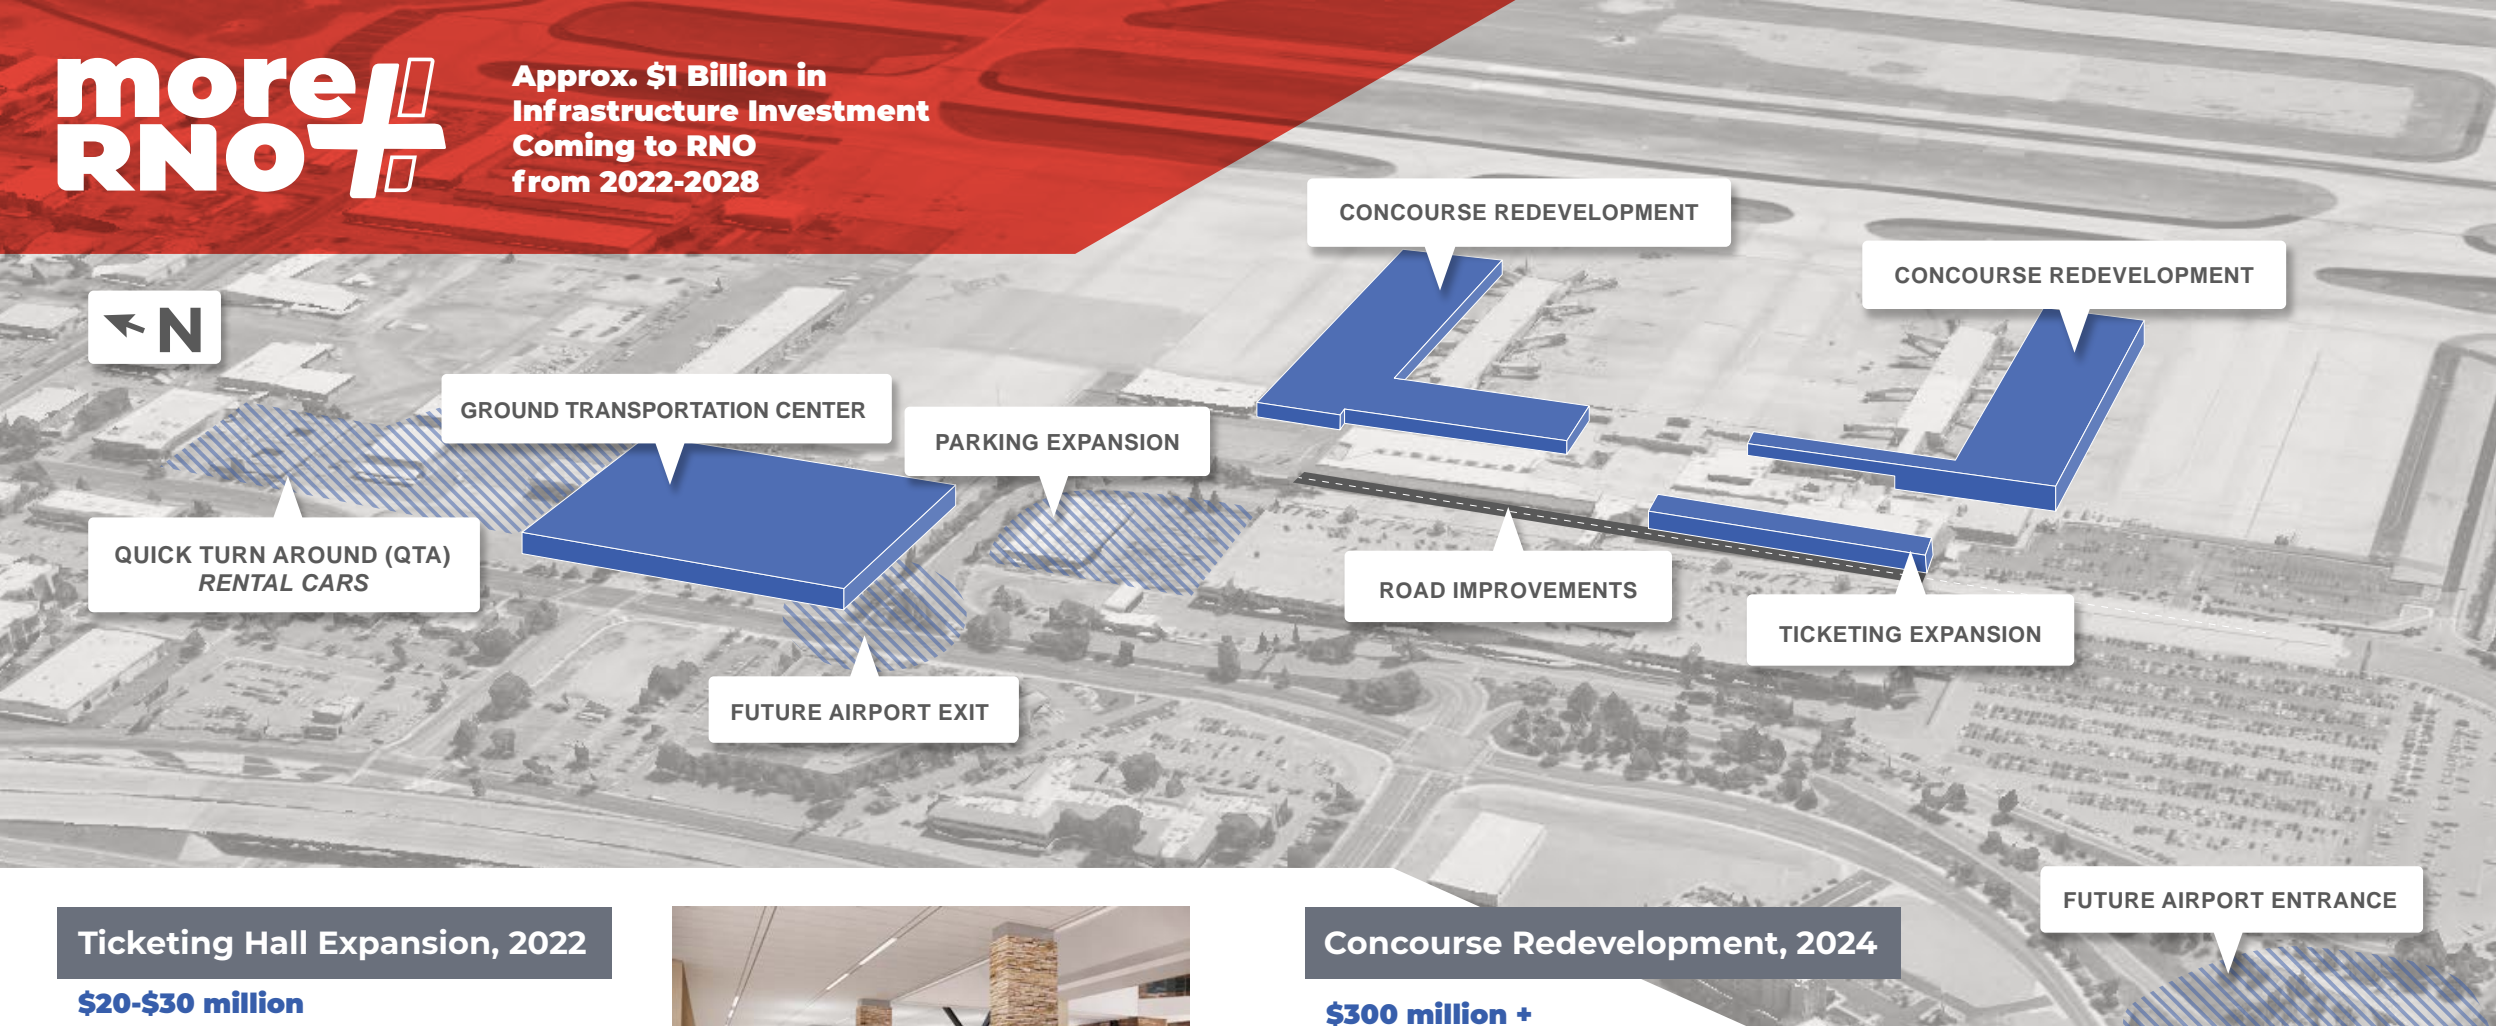 more
RNO
Approx. $1 Billion in
Infrastructure Investment
Coming to RNO
from 2022-2028
CONCOURSE REDEVELOPMENT
CONCOURSE REDEVELOPMENT
N
GROUND TRANSPORTATION CENTER
PARKING EXPANSION
QUICK TURN AROUND (QTA)
RENTAL CARS
ROAD IMPROVEMENTS
TICKETING EXPANSION
FUTURE AIRPORT EXIT
FUTURE AIRPORT ENTRANCE
Ticketing Hall Expansion, 2022
$20-$30 million
Concourse Redevelopment, 2024
$300 million +